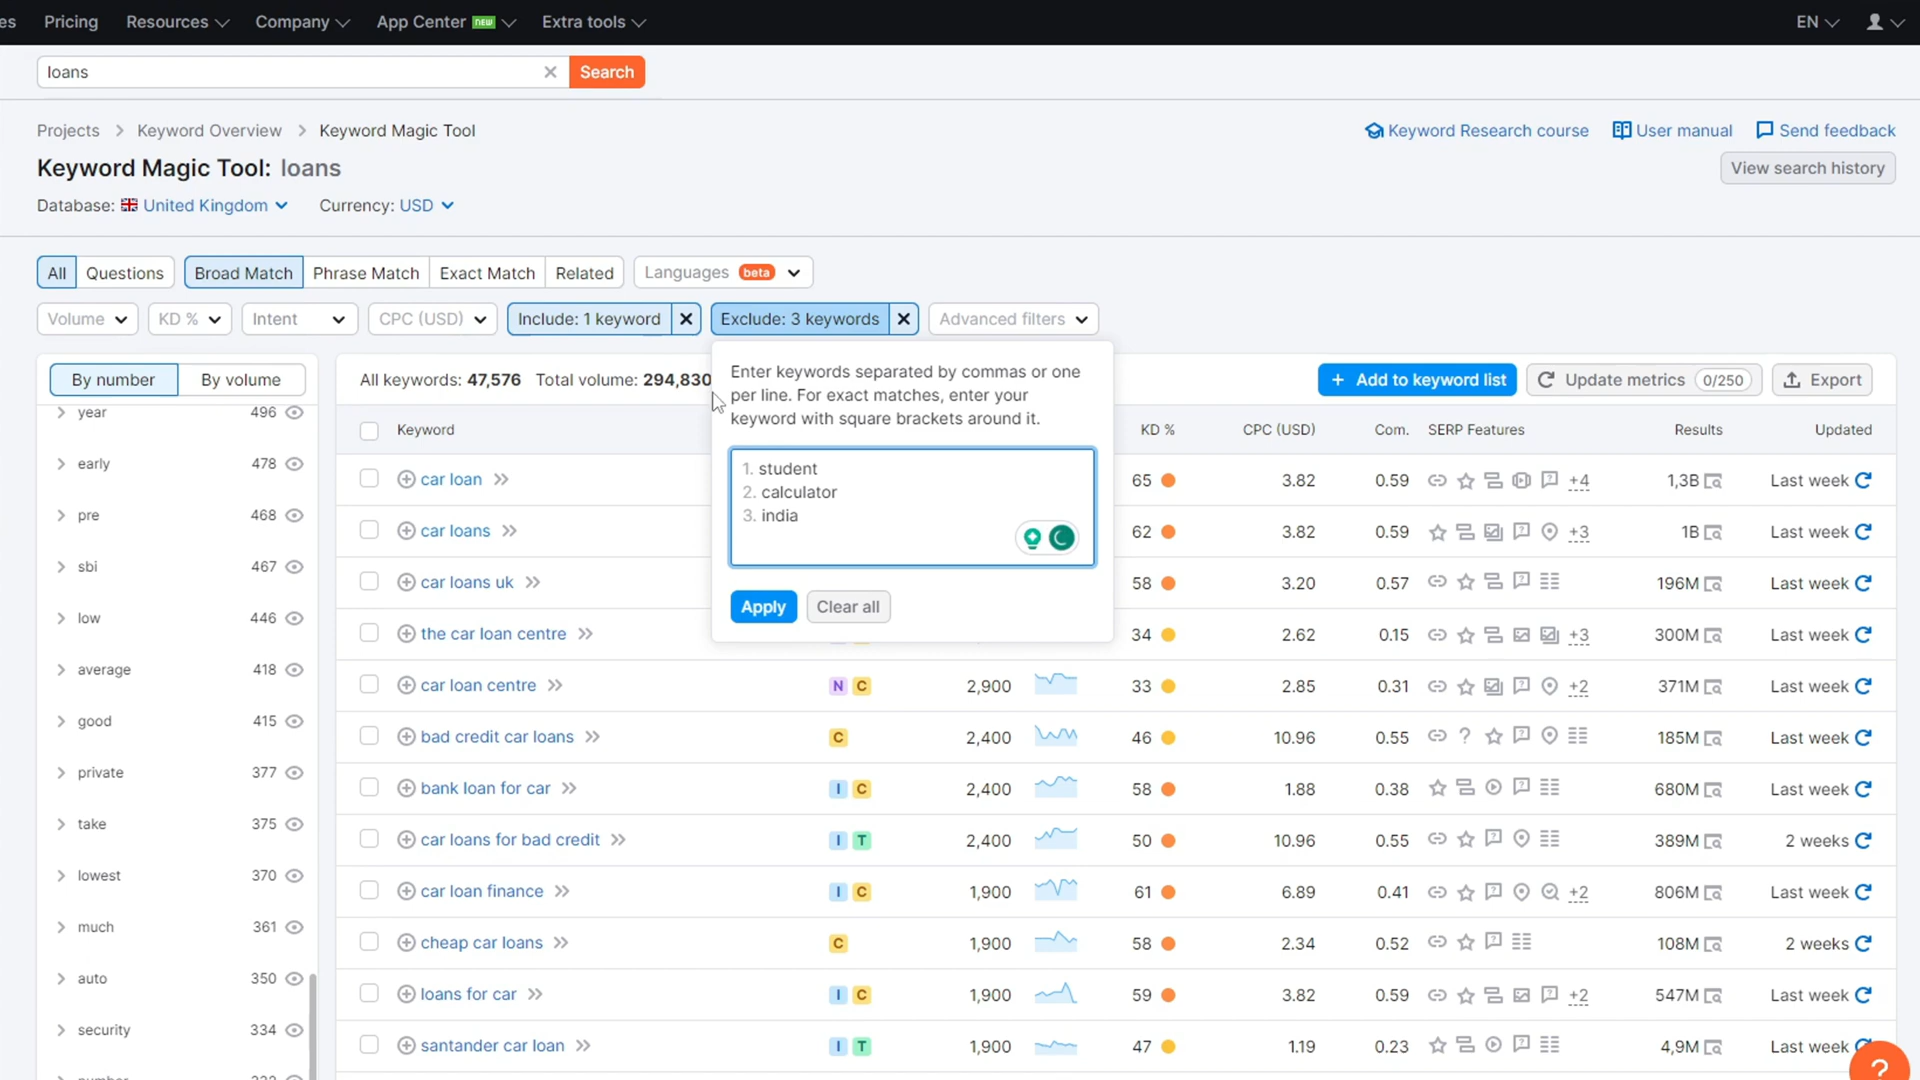 es Pricing Resources Company App Center NEW Extra tools EN
loans Search
Projects Keyword Overview Keyword Magic Tool
Keyword Research course User manual Send feedback
Keyword Magic Tool: loans
View search history
Database: United Kingdom Currency: USD
All Questions Broad Match Phrase Match Exact Match Related Languages beta
Volume KD % Intent CPC (USD) Include: 1 keyword Exclude: 3 keywords Advanced filters
By number By volume
All keywords: 47,576 Total volume: 294,830
+ Add to keyword list Update metrics 0/250 Export
Enter keywords separated by commas or one
per line. For exact matches, enter your
keyword with square brackets around it.
1. student
2. calculator
3. india
Apply Clear all
year 496
early 478
pre 468
sbi 467
low 446
average 418
good 415
private 377
take 375
lowest 370
much 361
auto 350
security 334
Keyword KD % CPC (USD) Com. SERP Features Results Updated
car loan 65 3.82 0.59 +4 1,3B Last week
car loans 62 3.82 0.59 +3 1B Last week
car loans uk 58 3.20 0.57 196M Last week
the car loan centre 34 2.62 0.15 +3 300M Last week
car loan centre N C 2,900 33 2.85 0.31 +2 371M Last week
bad credit car loans C 2,400 46 10.96 0.55 185M Last week
bank loan for car I C 2,400 58 1.88 0.38 680M Last week
car loans for bad credit I T 2,400 50 10.96 0.55 389M 2 weeks
car loan finance I C 1,900 61 6.89 0.41 +2 806M Last week
cheap car loans C 1,900 58 2.34 0.52 108M 2 weeks
loans for car I C 1,900 59 3.82 0.59 +2 547M Last week
santander car loan I T 1,900 47 1.19 0.23 4,9M Last week
?